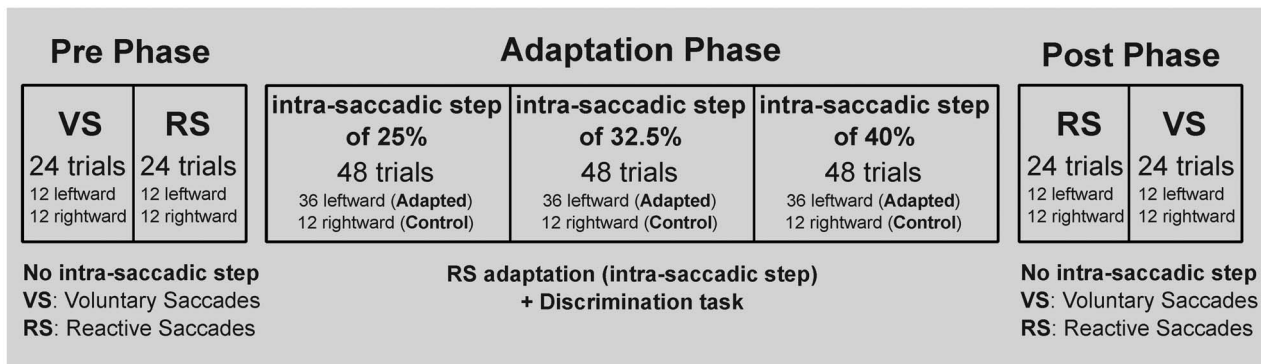 Pre Phase
VS
24 trials
12 leftward
12 rightward
RS
24 trials
12 leftward
12 rightward
No intra-saccadic step
VS: Voluntary Saccades
RS: Reactive Saccades
Adaptation Phase
intra-saccadic step
of 25%
48 trials
36 leftward (Adapted)
12 rightward (Control)
intra-saccadic step
of 32.5%
48 trials
36 leftward (Adapted)
12 rightward (Control)
intra-saccadic step
of 40%
48 trials
36 leftward (Adapted)
12 rightward (Control)
RS adaptation (intra-saccadic step)
+ Discrimination task
Post Phase
RS
24 trials
12 leftward
12 rightward
VS
24 trials
12 leftward
12 rightward
No intra-saccadic step
VS: Voluntary Saccades
RS: Reactive Saccades